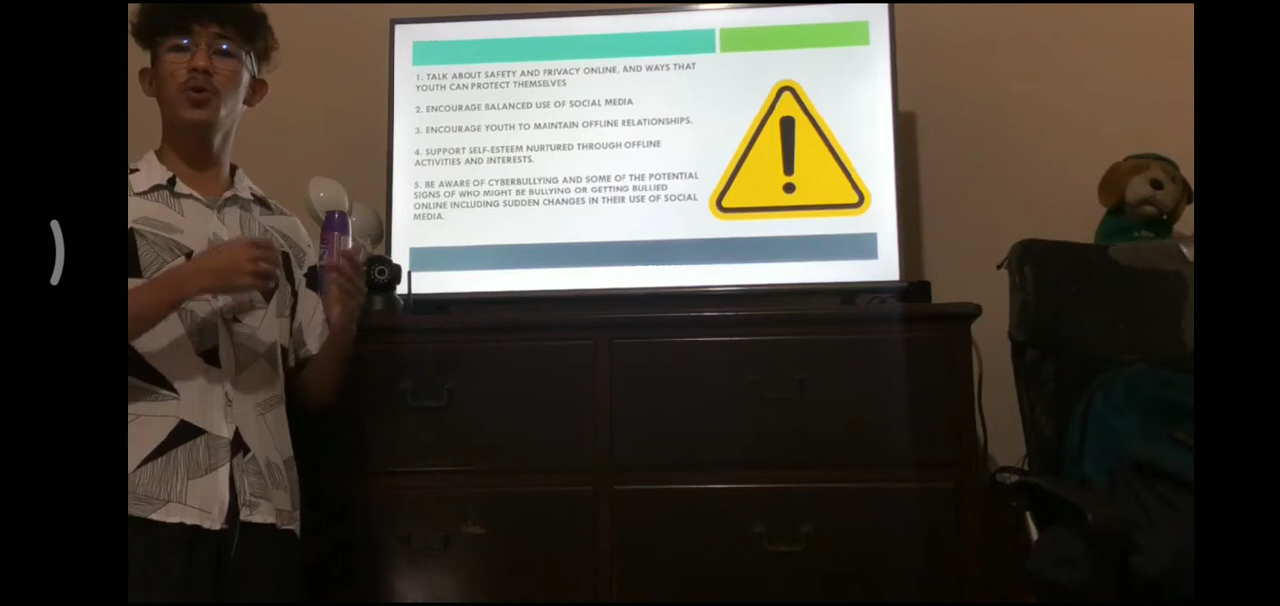 1. TALK ABOUT SAFETY AND PRIVACY ONLINE, AND WAYS THAT
YOUTH CAN PROTECT THEMSELVES
2. ENCOURAGE BALANCED USE OF SOCIAL MEDIA
3. ENCOURAGE YOUTH TO MAINTAIN OFFLINE RELATIONSHIPS.
4. SUPPORT SELF-ESTEEM NURTURED THROUGH OFFLINE
ACTIVITIES AND INTERESTS.
5. BE AWARE OF CYBERBULLYING AND SOME OF THE POTENTIAL
SIGNS OF WHO MIGHT BE BULLYING OR GETTING BULLIED
ONLINE INCLUDING SUDDEN CHANGES IN THEIR USE OF SOCIAL
MEDIA.
!